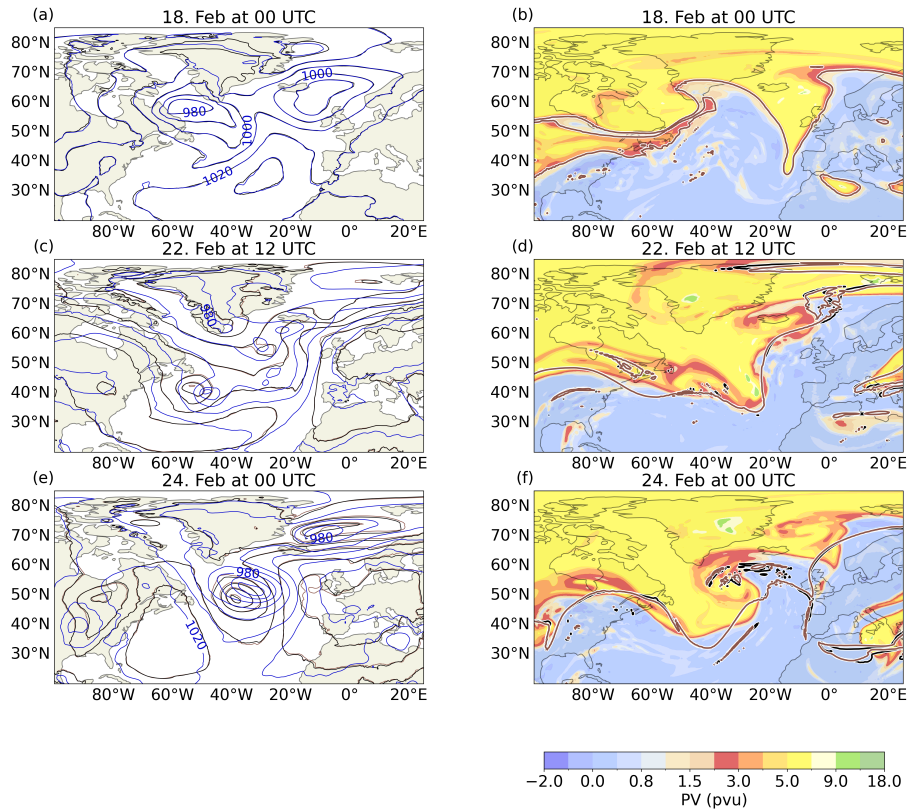 (a) 18. Feb at 00 UTC
(b) 18. Feb at 00 UTC
80°N
70°N
60°N
50°N
40°N
30°N
1000
980
1000
1020
80°W 60°W 40°W 20°W 0° 20°E
80°N
70°N
60°N
50°N
40°N
30°N
80°W 60°W 40°W 20°W 0° 20°E
(c) 22. Feb at 12 UTC
(d) 22. Feb at 12 UTC
80°N
70°N
60°N
50°N
40°N
30°N
980
80°W 60°W 40°W 20°W 0° 20°E
80°N
70°N
60°N
50°N
40°N
30°N
80°W 60°W 40°W 20°W 0° 20°E
(e) 24. Feb at 00 UTC
(f) 24. Feb at 00 UTC
80°N
70°N
60°N
50°N
40°N
30°N
980
980
1020
80°W 60°W 40°W 20°W 0° 20°E
80°N
70°N
60°N
50°N
40°N
30°N
80°W 60°W 40°W 20°W 0° 20°E
−2.0 0.0 0.8 1.5 3.0 5.0 9.0 18.0
PV (pvu)